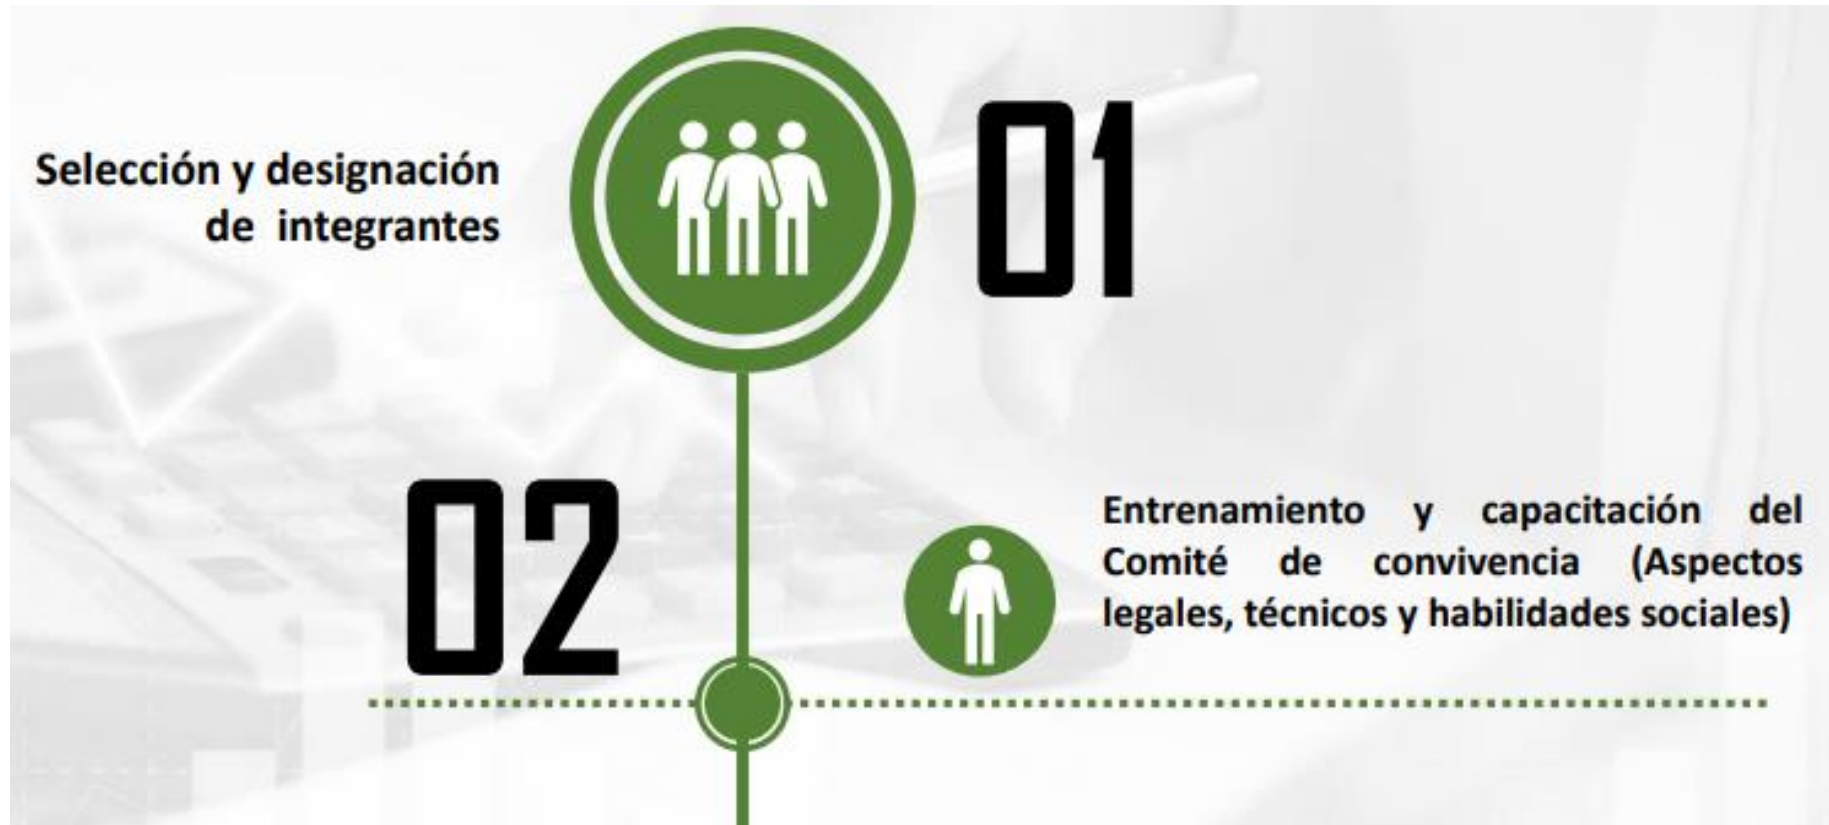 Selección y designación
de integrantes
01
02
Entrenamiento y capacitación del
Comité de convivencia (Aspectos
legales, técnicos y habilidades sociales)